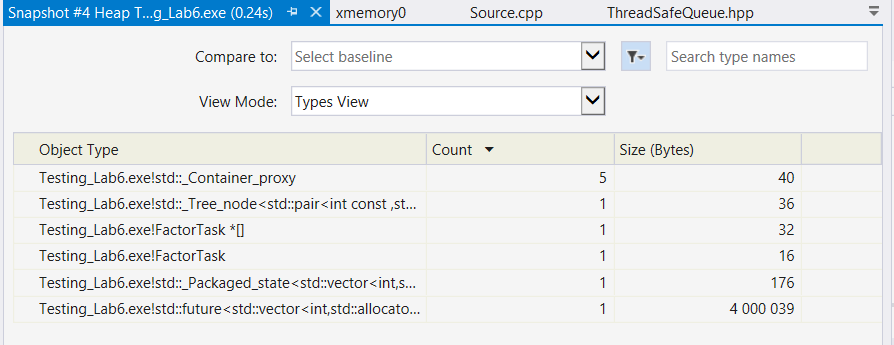 Snapshot #4 Heap T...g_Lab6.exe (0.24s) xmemory0 Source.cpp ThreadSafeQueue.hpp
Compare to: Select baseline Search type names
View Mode: Types View
Object Type Count Size (Bytes)
Testing_Lab6.exe!std::_Container_proxy 5 40
Testing_Lab6.exe!std::_Tree_node<std::pair<int const ,st... 1 36
Testing_Lab6.exe!FactorTask *[] 1 32
Testing_Lab6.exe!FactorTask 1 16
Testing_Lab6.exe!std::_Packaged_state<std::vector<int,s... 1 176
Testing_Lab6.exe!std::future<std::vector<int,std::allocato... 1 4 000 039